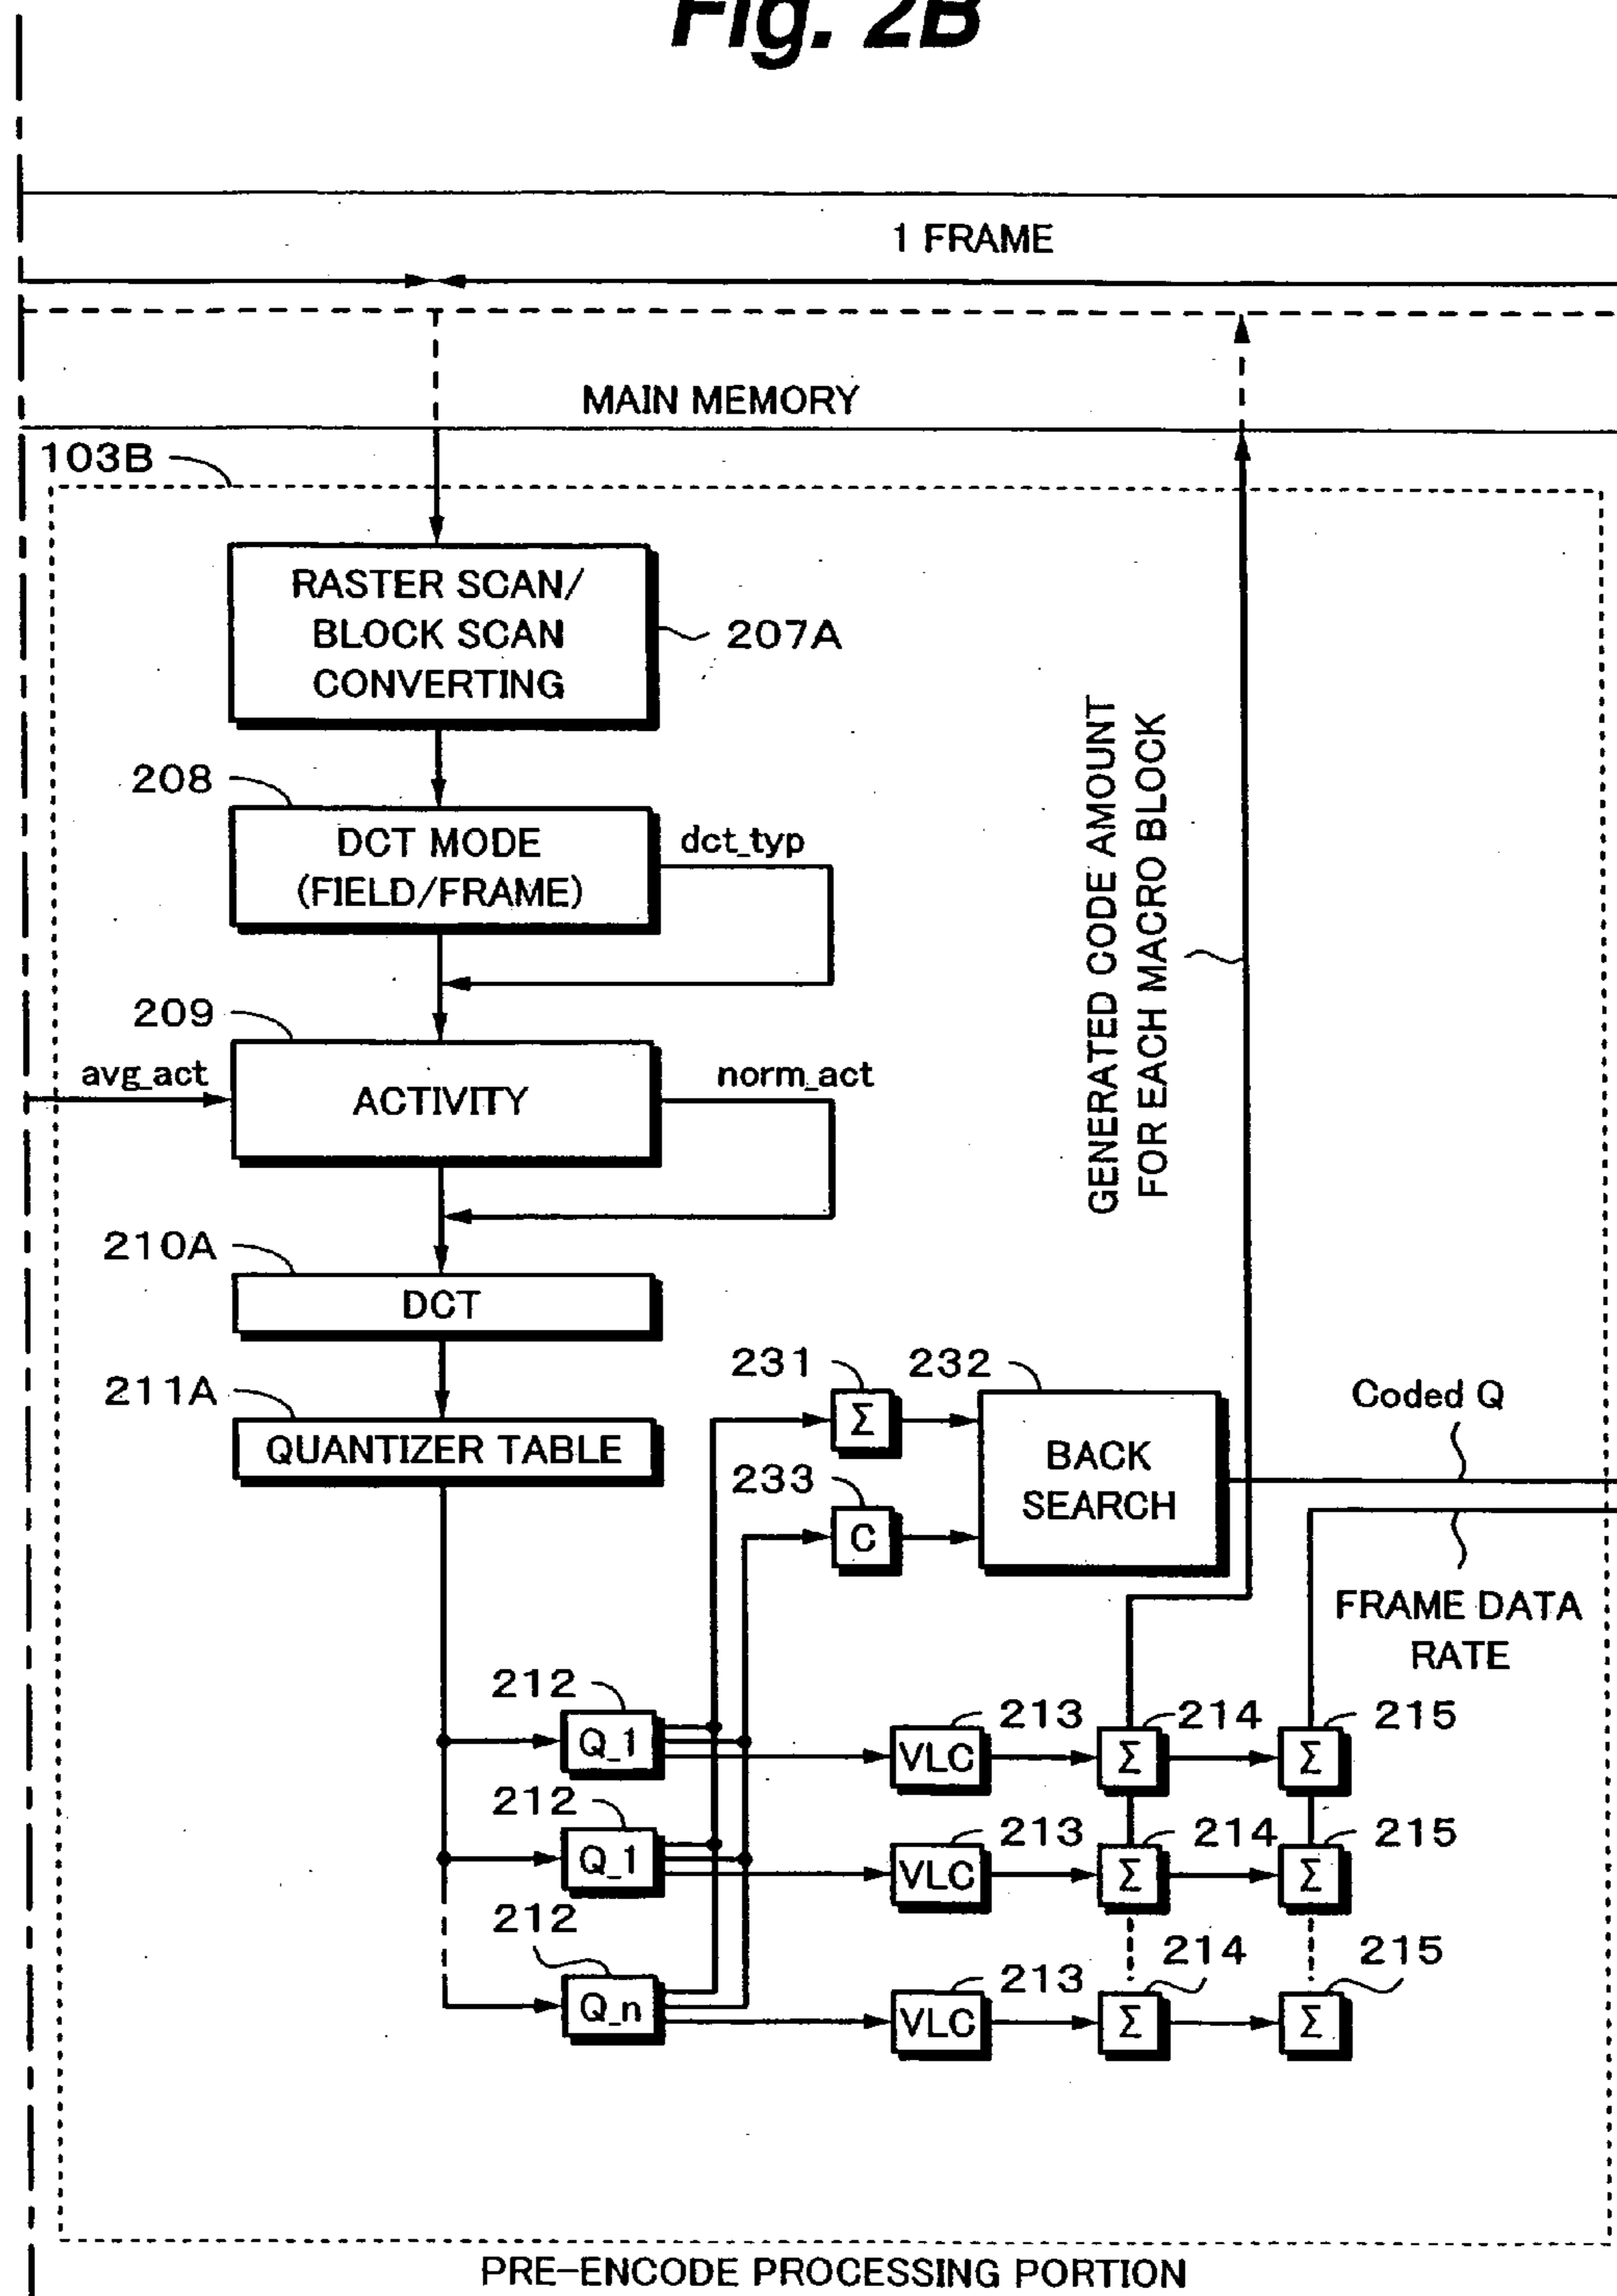 Fig. 2B
1 FRAME
MAIN MEMORY
103B
RASTER SCAN/
BLOCK SCAN
CONVERTING
207A
208
DCT MODE
(FIELD/FRAME)
dct_typ
209
avg_act
ACTIVITY
norm_act
GENERATED CODE AMOUNT
FOR EACH MACRO BLOCK
210A
DCT
211A
QUANTIZER TABLE
231
Σ
232
BACK
SEARCH
233
C
Coded Q
FRAME DATA
RATE
212
Q_1
213
VLC
214
Σ
215
Σ
212
Q_1
213
VLC
214
Σ
215
Σ
212
Q_n
213
VLC
214
Σ
215
Σ
PRE-ENCODE PROCESSING PORTION